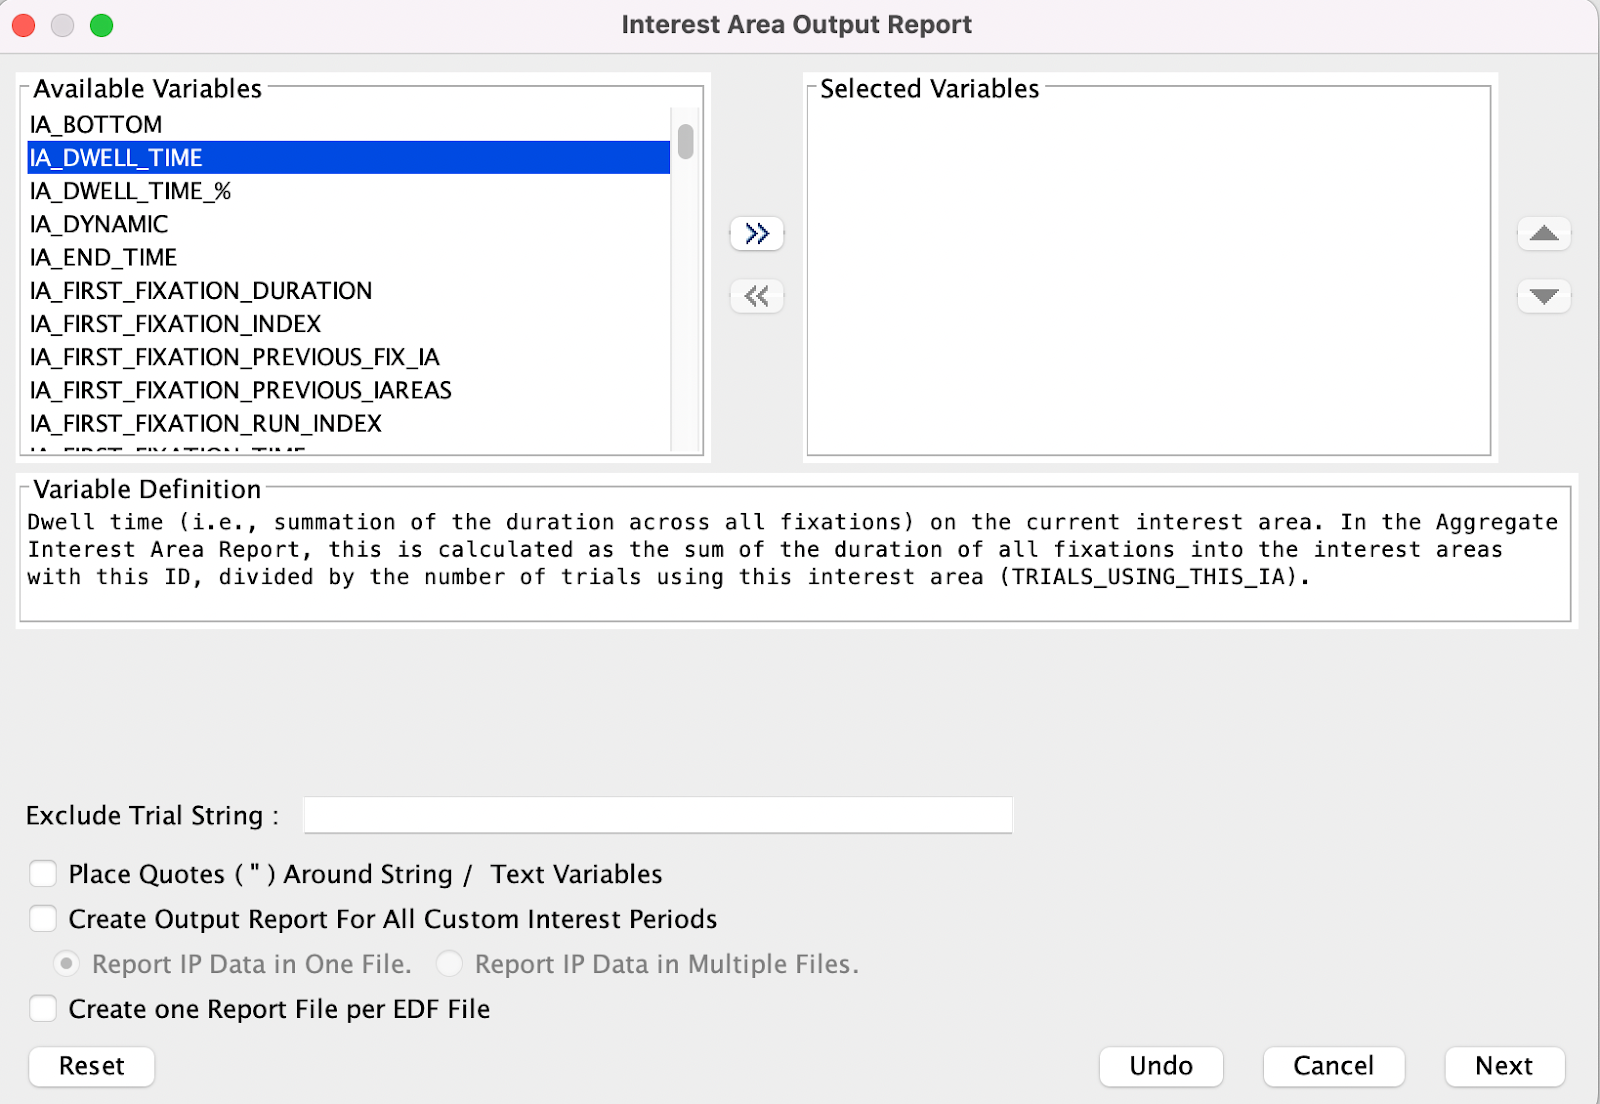 Interest Area Output Report
Available Variables
IA_BOTTOM
IA_DWELL_TIME
IA_DWELL_TIME_%
IA_DYNAMIC
IA_END_TIME
IA_FIRST_FIXATION_DURATION
IA_FIRST_FIXATION_INDEX
IA_FIRST_FIXATION_PREVIOUS_FIX_IA
IA_FIRST_FIXATION_PREVIOUS_IAREAS
IA_FIRST_FIXATION_RUN_INDEX
IA_FIRST_FIXATION_TIME
Selected Variables
Variable Definition
Dwell time (i.e., summation of the duration across all fixations) on the current interest area. In the Aggregate
Interest Area Report, this is calculated as the sum of the duration of all fixations into the interest areas
with this ID, divided by the number of trials using this interest area (TRIALS_USING_THIS_IA).
Exclude Trial String :
Place Quotes ( " ) Around String /  Text Variables
Create Output Report For All Custom Interest Periods
Report IP Data in One File. Report IP Data in Multiple Files.
Create one Report File per EDF File
Reset Undo Cancel Next